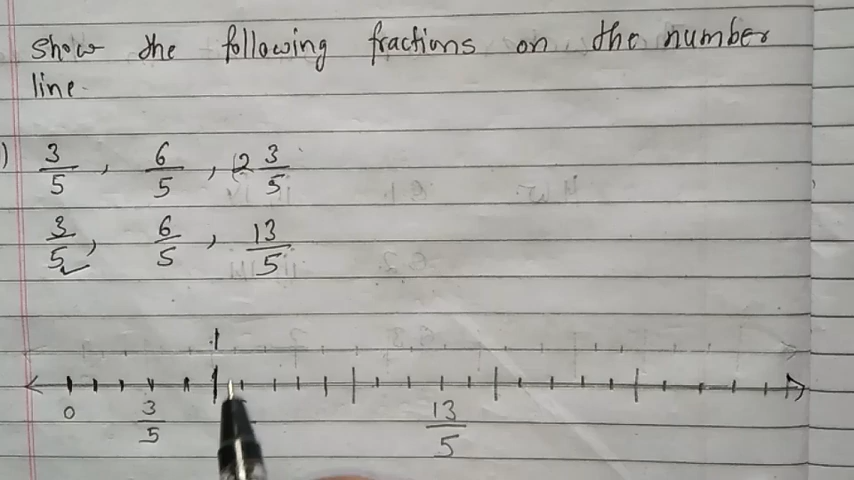 Show the following fractions on the number
line.
) 3/5 , 6/5 , 2 3/5
3/5 , 6/5 , 13/5
1
0 3/5 13/5